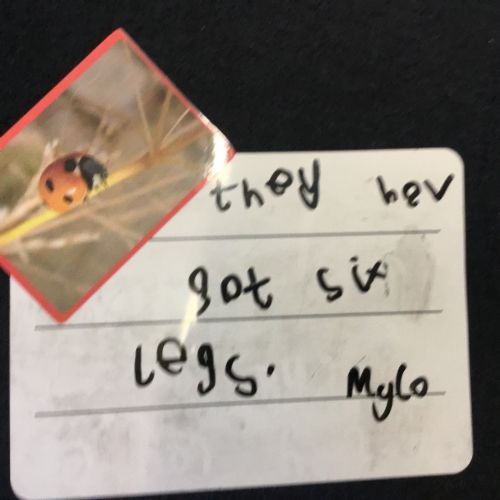 they hev
got six
legs.
Mylo